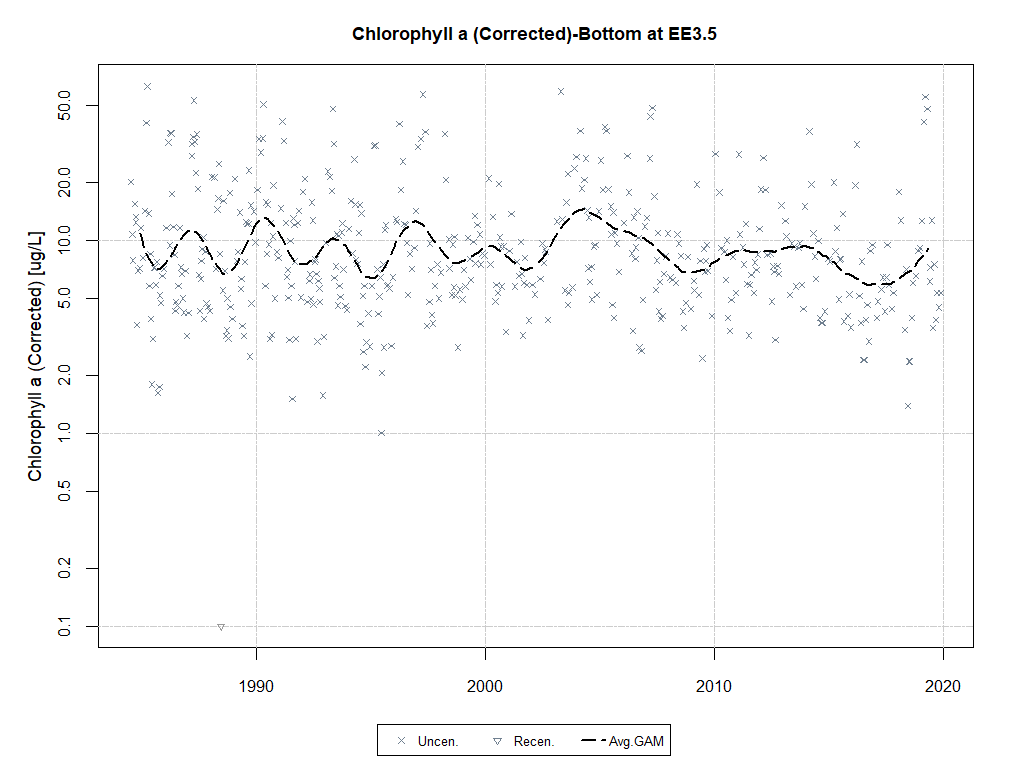 Chlorophyll a (Corrected)-Bottom at EE3.5
Chlorophyll a (Corrected) [ug/L]
50.0
20.0
10.0
5.0
2.0
1.0
0.5
0.2
0.1
1990 2000 2010 2020
Uncen. Recen. Avg.GAM